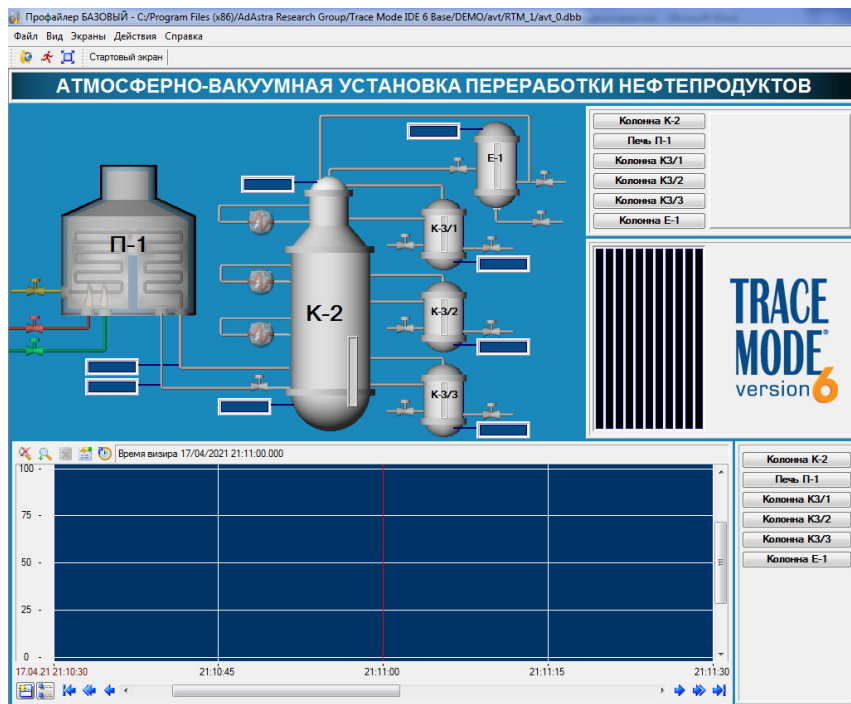 Профайлер БАЗОВЫЙ - C:/Program Files (x86)/AdAstra Research Group/Trace Mode IDE 6 Base/DEMO/avt/RTM_1/avt_0.dbb
Файл Вид Экраны Действия Справка
Стартовый экран
АТМОСФЕРНО-ВАКУУМНАЯ УСТАНОВКА ПЕРЕРАБОТКИ НЕФТЕПРОДУКТОВ
П-1
К-2
Е-1
К-3/1
К-3/2
К-3/3
Колонна К-2
Печь П-1
Колонна К3/1
Колонна К3/2
Колонна К3/3
Колонна Е-1
TRACE
MODE®
version 6
Время визира 17/04/2021 21:11:00.000
100
75
50
25
0
17.04.21 21:10:30 21:10:45 21:11:00 21:11:15 21:11:30
Колонна К-2
Печь П-1
Колонна К3/1
Колонна К3/2
Колонна К3/3
Колонна Е-1